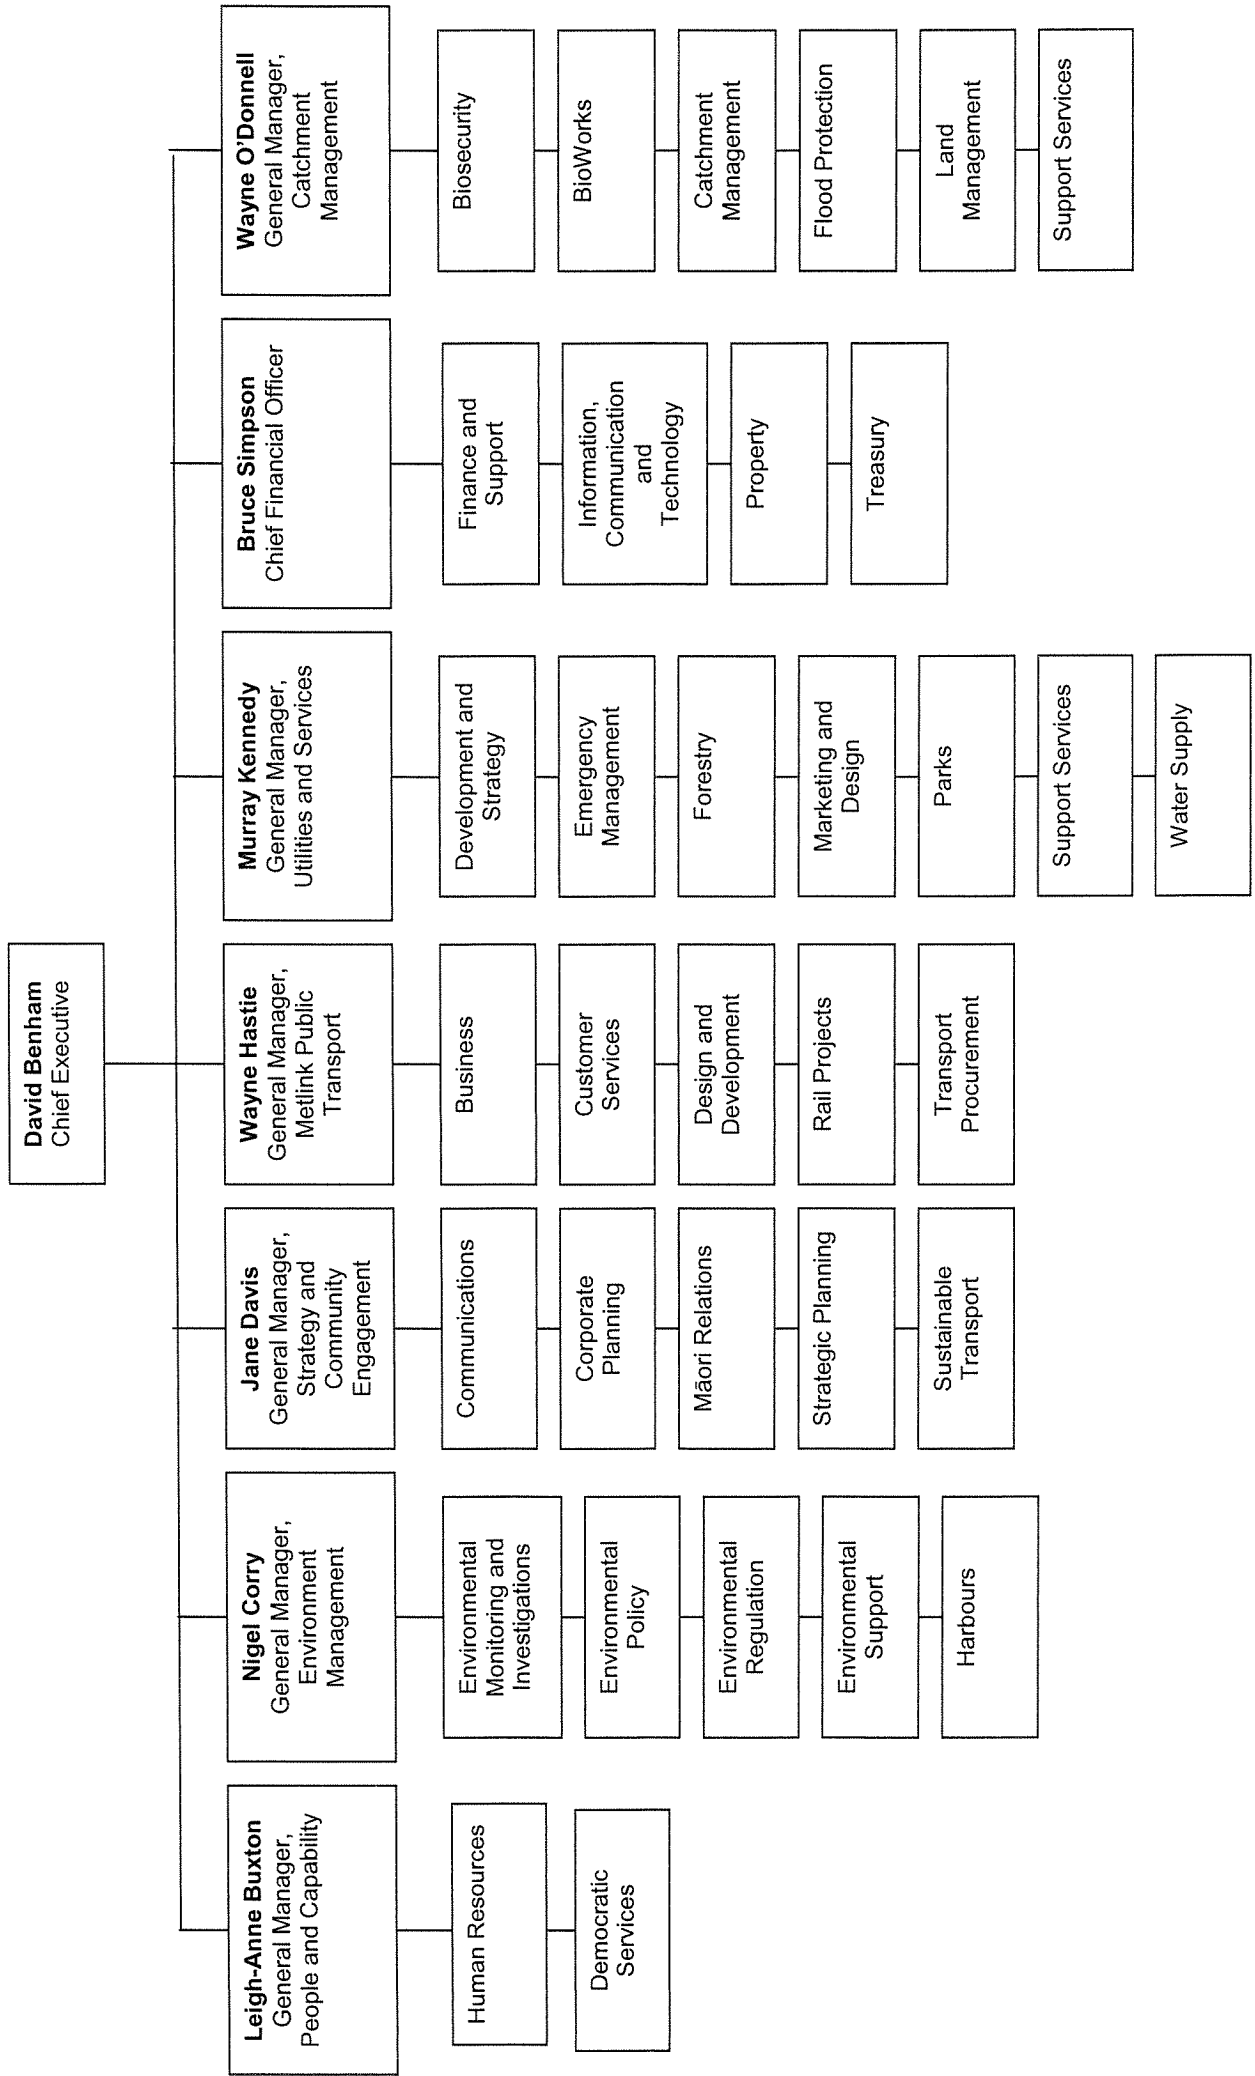 David Benham
Chief Executive
Leigh-Anne Buxton
General Manager,
People and Capability
Human Resources
Democratic
Services
Nigel Corry
General Manager,
Environment
Management
Environmental
Monitoring and
Investigations
Environmental
Policy
Environmental
Regulation
Environmental
Support
Harbours
Jane Davis
General Manager,
Strategy and
Community
Engagement
Communications
Corporate
Planning
Māori Relations
Strategic Planning
Sustainable
Transport
Wayne Hastie
General Manager,
Metlink Public
Transport
Business
Customer
Services
Design and
Development
Rail Projects
Transport
Procurement
Murray Kennedy
General Manager,
Utilities and Services
Development and
Strategy
Emergency
Management
Forestry
Marketing and
Design
Parks
Support Services
Water Supply
Bruce Simpson
Chief Financial Officer
Finance and
Support
Information,
Communication
and
Technology
Property
Treasury
Wayne O'Donnell
General Manager,
Catchment
Management
Biosecurity
BioWorks
Catchment
Management
Flood Protection
Land
Management
Support Services